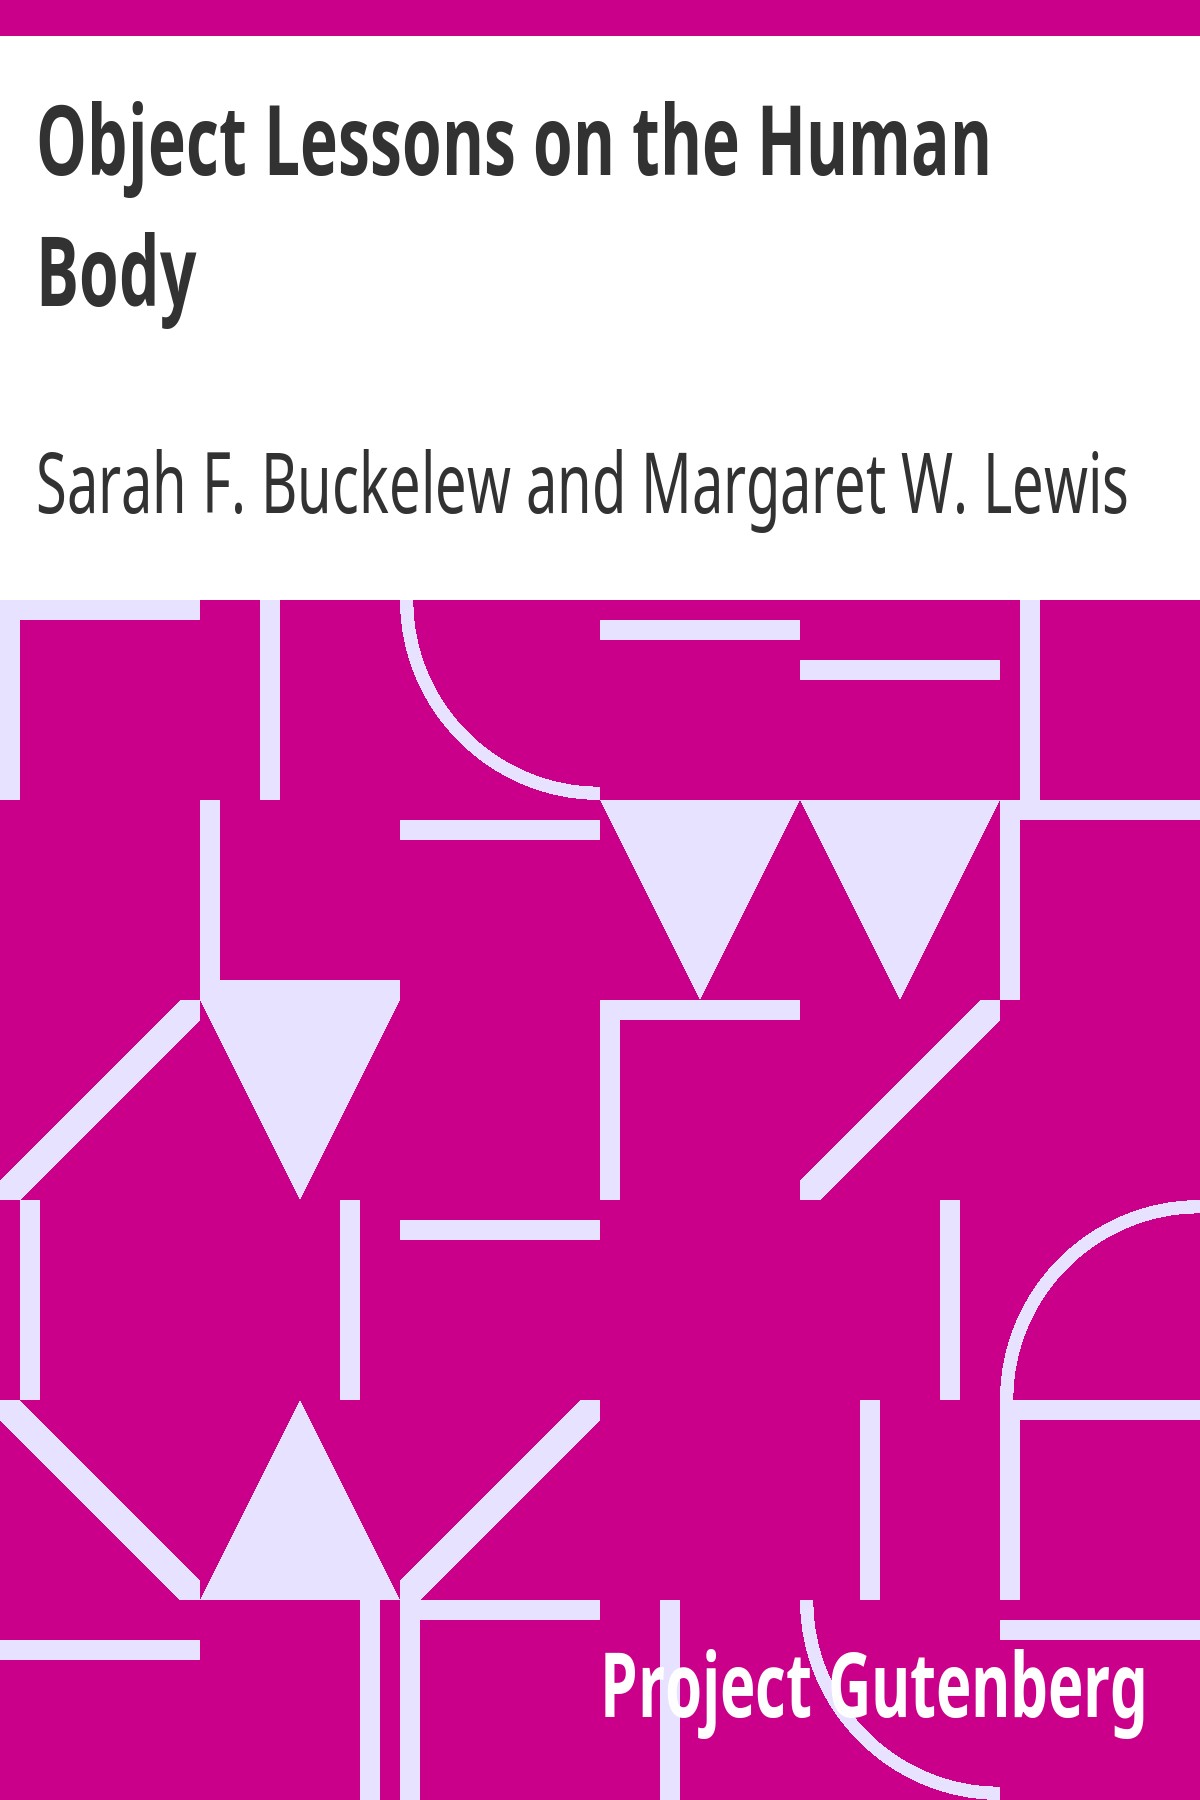 Object Lessons on the Human
Body
Sarah F. Buckelew and Margaret W. Lewis
Project Gutenberg